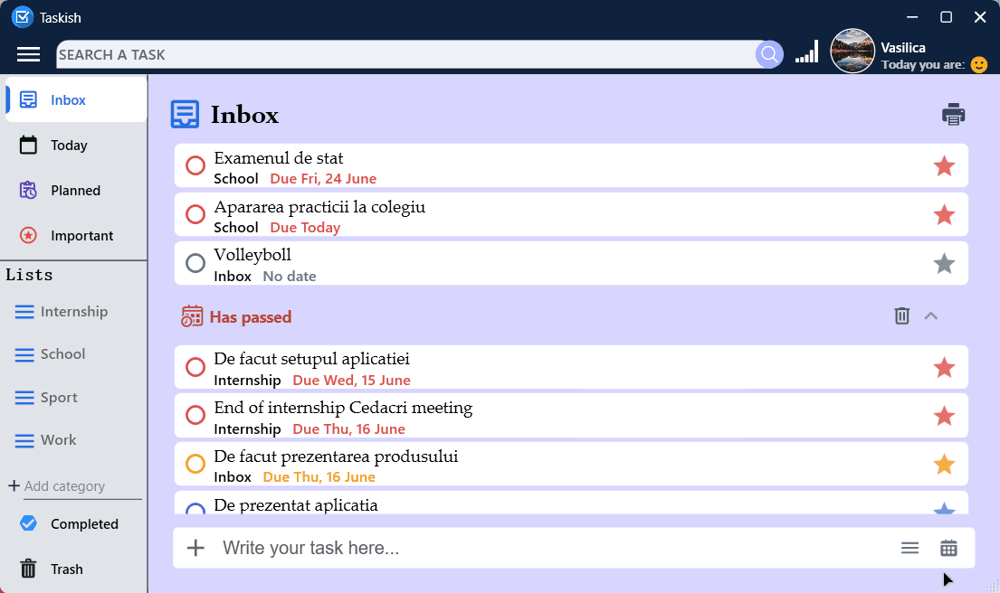 Taskish
SEARCH A TASK
Vasilica
Today you are:
Inbox
Today
Planned
Important
Lists
Internship
School
Sport
Work
Add category
Completed
Trash
Inbox
Examenul de stat
School Due Fri, 24 June
Apararea practicii la colegiu
School Due Today
Volleyboll
Inbox No date
Has passed
De facut setupul aplicatiei
Internship Due Wed, 15 June
End of internship Cedacri meeting
Internship Due Thu, 16 June
De facut prezentarea produsului
Inbox Due Thu, 16 June
De prezentat aplicatia
Write your task here...